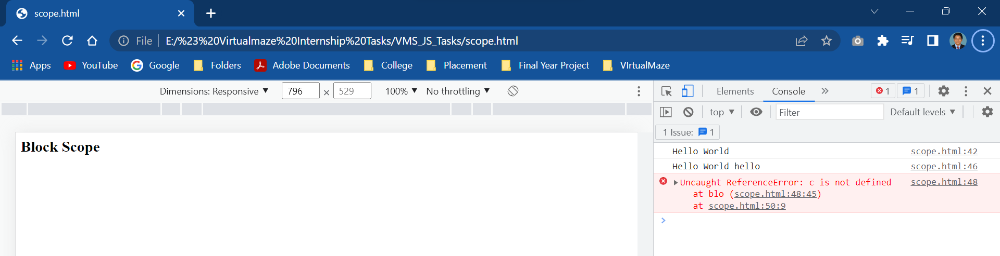 scope.html
File E:/%23%20Virtualmaze%20Internship%20Tasks/VMS_JS_Tasks/scope.html
Apps YouTube Google Folders Adobe Documents College Placement Final Year Project VIrtualMaze
Dimensions: Responsive ▼ 796 × 529 100% ▼ No throttling ▼
Elements Console » 1 1
top ▼ Filter Default levels ▼
1 Issue: 1
Block Scope
Hello World scope.html:42
Hello World hello scope.html:46
Uncaught ReferenceError: c is not defined scope.html:48
at blo (scope.html:48:45)
at scope.html:50:9